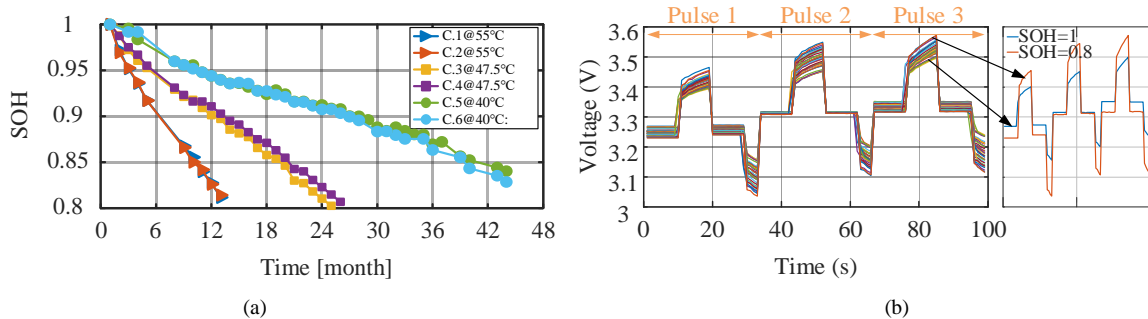 1
0.95
0.9
0.85
0.8
SOH
0 6 12 18 24 30 36 42 48
Time [month]
C.1@55℃
C.2@55℃
C.3@47.5℃
C.4@47.5℃
C.5@40℃
C.6@40℃:
(a)
Pulse 1 Pulse 2 Pulse 3
3.6
3.5
3.4
3.3
3.2
3.1
3
Voltage (V)
0 20 40 60 80 100
Time (s)
SOH=1
SOH=0.8
(b)